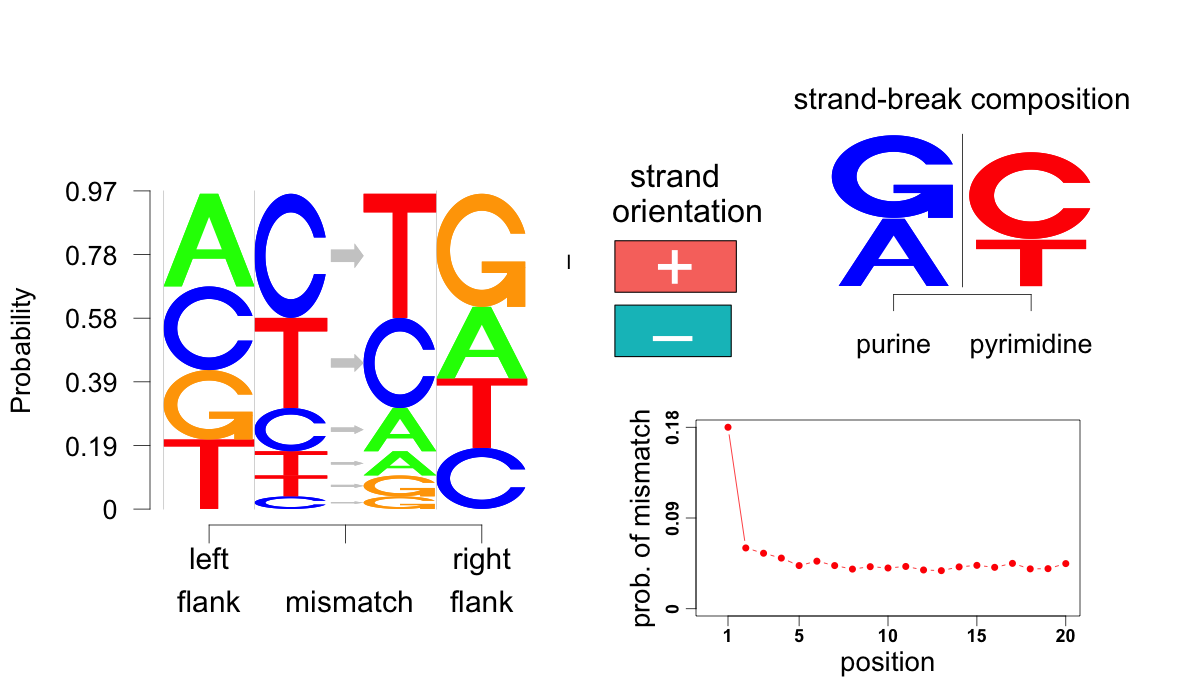 strand-break composition
G C
A T
purine pyrimidine
strand
orientation
+
−
Probability
0.97
0.78
0.58
0.39
0.19
0
A C T G
C T C A
G C A T
T T A C
T G
C G
left right
flank mismatch flank
prob. of mismatch
0.18
0.09
0
1 5 10 15 20
position